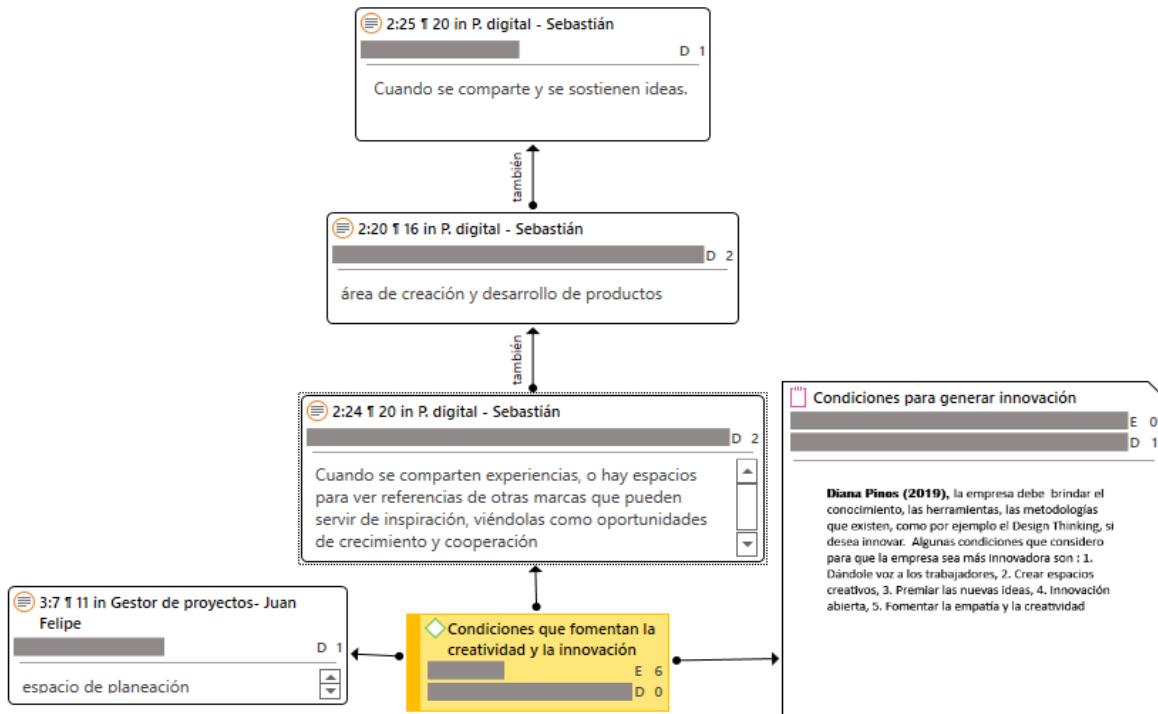 2:25 ¶ 20 in P. digital - Sebastián
D 1
Cuando se comparte y se sostienen ideas.
también
2:20 ¶ 16 in P. digital - Sebastián
D 2
área de creación y desarrollo de productos
también
2:24 ¶ 20 in P. digital - Sebastián
D 2
Cuando se comparten experiencias, o hay espacios
para ver referencias de otras marcas que pueden
servir de inspiración, viéndolas como oportunidades
de crecimiento y cooperación
Condiciones para generar innovación
E 0
D 1
Diana Pinos (2019), la empresa debe brindar el
conocimiento, las herramientas, las metodologías
que existen, como por ejemplo el Design Thinking, si
desea innovar. Algunas condiciones que considero
para que la empresa sea más innovadora son : 1.
Dándole voz a los trabajadores, 2. Crear espacios
creativos, 3. Premiar las nuevas ideas, 4. Innovación
abierta, 5. Fomentar la empatía y la creatividad
3:7 ¶ 11 in Gestor de proyectos- Juan
Felipe
D 1
espacio de planeación
Condiciones que fomentan la
creatividad y la innovación
E 6
D 0